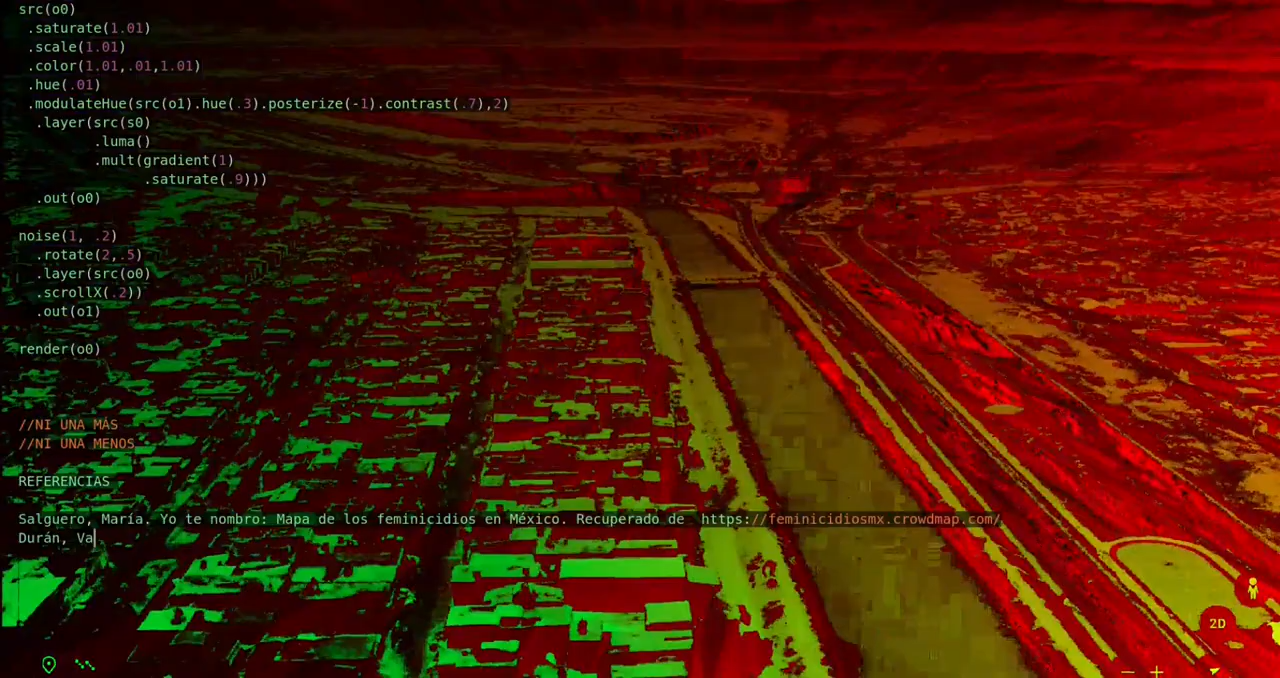 src(o0)
.saturate(1.01)
.scale(1.01)
.color(1.01,.01,1.01)
.hue(.01)
.modulateHue(src(o1).hue(.3).posterize(-1).contrast(.7),2)
.layer(src(s0)
.luma()
.mult(gradient(1)
.saturate(.9)))
.out(o0)
noise(1, .2)
.rotate(2,.5)
.layer(src(o0)
.scrollX(.2))
.out(o1)
render(o0)
//NI UNA MÁS
//NI UNA MENOS
REFERENCIAS
Salguero, María. Yo te nombro: Mapa de los feminicidios en México. Recuperado de  https://feminicidiosmx.crowdmap.com/
Durán, Va
2D